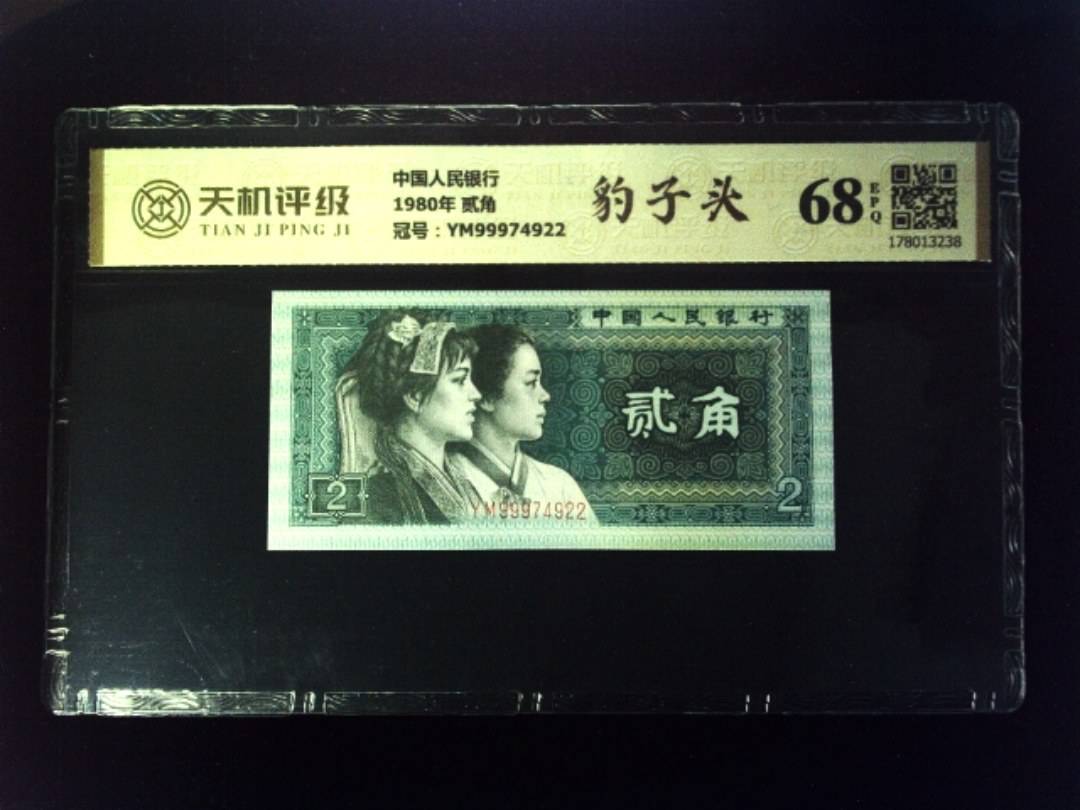 天机评级
TIAN JI PING JI
中国人民银行
1980年 贰角
冠号：YM99974922
豹子头
68
EPQ
178013238
中国人民银行
贰角
2
YM99974922
2